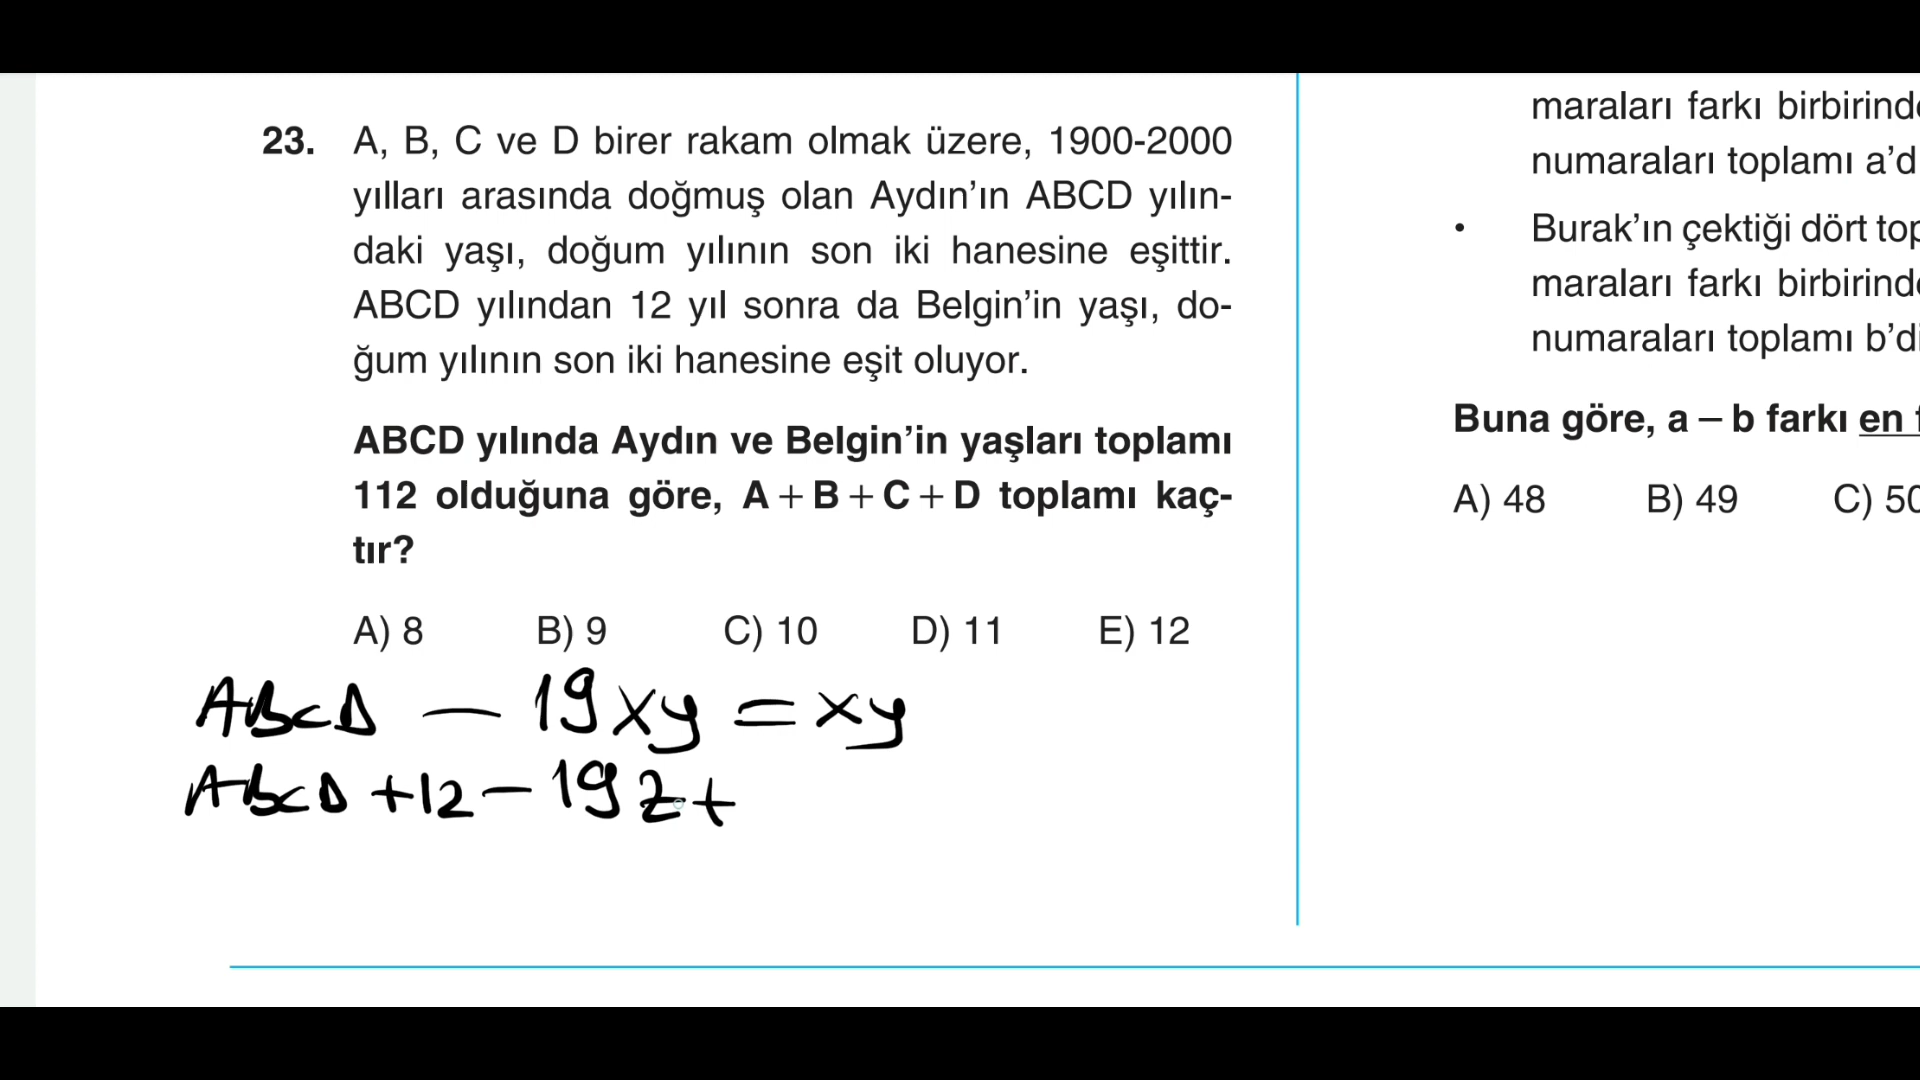 23. A, B, C ve D birer rakam olmak üzere, 1900-2000
yılları arasında doğmuş olan Aydın’ın ABCD yılın-
daki yaşı, doğum yılının son iki hanesine eşittir.
ABCD yılından 12 yıl sonra da Belgin’in yaşı, do-
ğum yılının son iki hanesine eşit oluyor.
ABCD yılında Aydın ve Belgin’in yaşları toplamı
112 olduğuna göre, A + B + C + D toplamı kaç-
tır?
A) 8 B) 9 C) 10 D) 11 E) 12
ABCD – 19xy = xy
ABCD +12 – 19zt
maraları farkı birbirind
numaraları toplamı a’d
• Burak’ın çektiği dört top
maraları farkı birbirind
numaraları toplamı b’di
Buna göre, a – b farkı en
A) 48 B) 49 C) 50